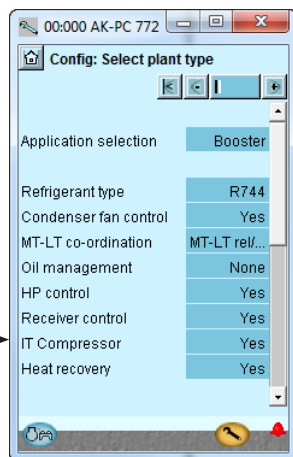 00:000 AK-PC 772
Config: Select plant type
Application selection Booster
Refrigerant type R744
Condenser fan control Yes
MT-LT co-ordination MT-LT rel/...
Oil management None
HP control Yes
Receiver control Yes
IT Compressor Yes
Heat recovery Yes